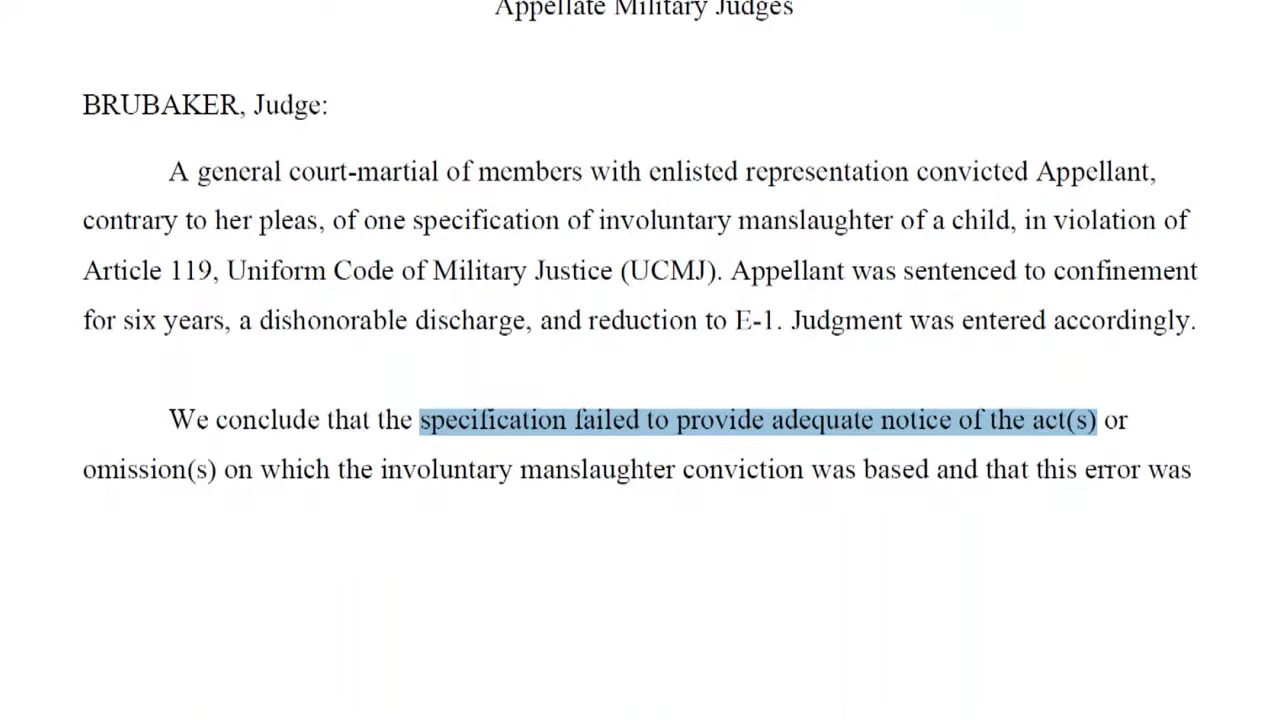 Appellate Military Judges
BRUBAKER, Judge:
A general court-martial of members with enlisted representation convicted Appellant,
contrary to her pleas, of one specification of involuntary manslaughter of a child, in violation of
Article 119, Uniform Code of Military Justice (UCMJ). Appellant was sentenced to confinement
for six years, a dishonorable discharge, and reduction to E-1. Judgment was entered accordingly.
We conclude that the specification failed to provide adequate notice of the act(s) or
omission(s) on which the involuntary manslaughter conviction was based and that this error was